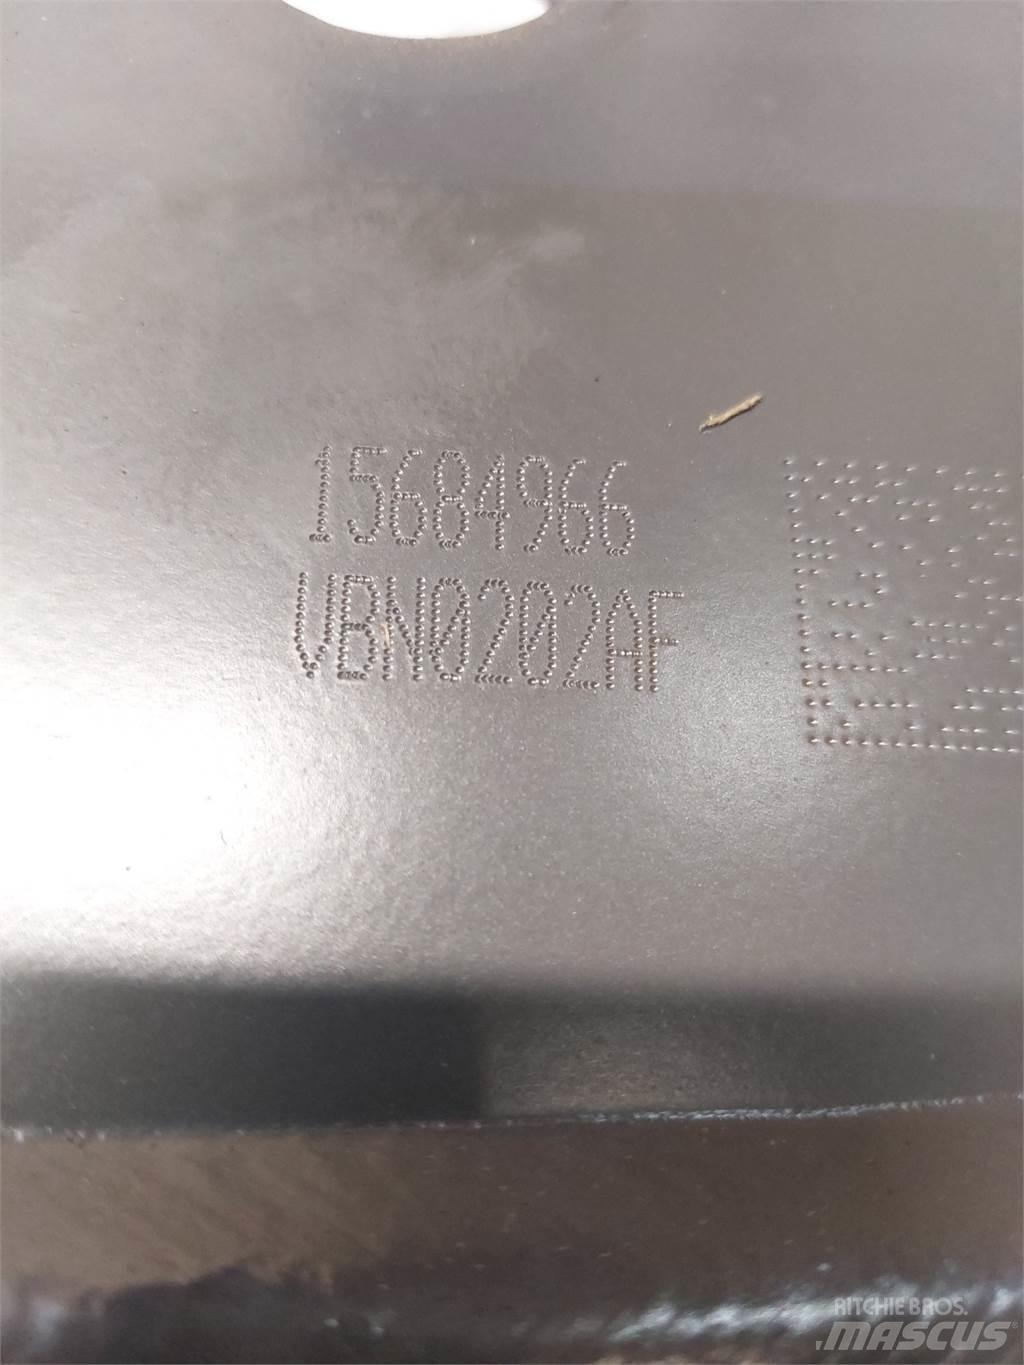 15684966
VBN0202AF
RITCHIE BROS.
MASCUS